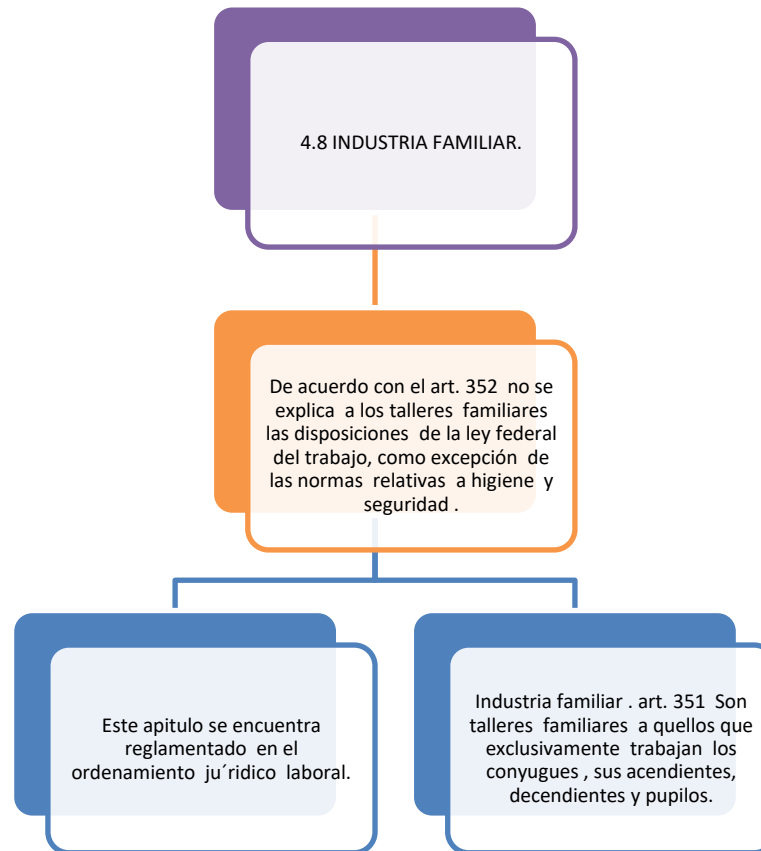 4.8 INDUSTRIA FAMILIAR.
De acuerdo con el art. 352 no se
explica a los talleres familiares
las disposiciones de la ley federal
del trabajo, como excepción de
las normas relativas a higiene y
seguridad .
Este apitulo se encuentra
reglamentado en el
ordenamiento ju´ridico laboral.
Industria familiar . art. 351 Son
talleres familiares a quellos que
exclusivamente trabajan los
conyugues , sus acendientes,
decendientes y pupilos.